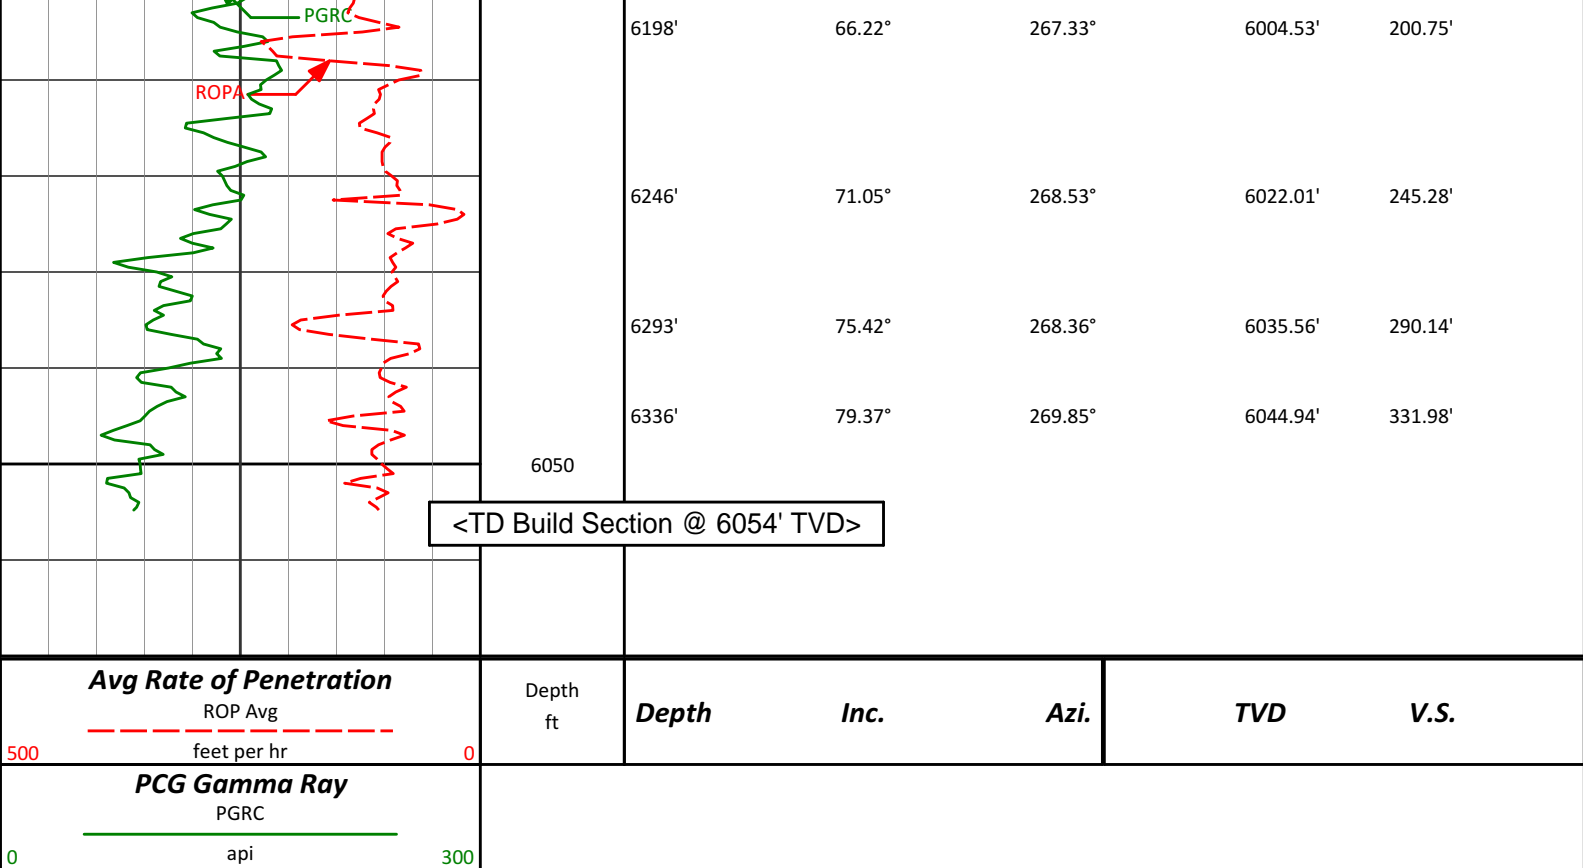 PGRC
6198' 66.22° 267.33° 6004.53' 200.75'
ROPA
6246' 71.05° 268.53° 6022.01' 245.28'
6293' 75.42° 268.36° 6035.56' 290.14'
6336' 79.37° 269.85° 6044.94' 331.98'
6050
<TD Build Section @ 6054' TVD>
Avg Rate of Penetration
ROP Avg
500 feet per hr 0
Depth
ft
Depth Inc. Azi. TVD V.S.
PCG Gamma Ray
PGRC
0 api 300